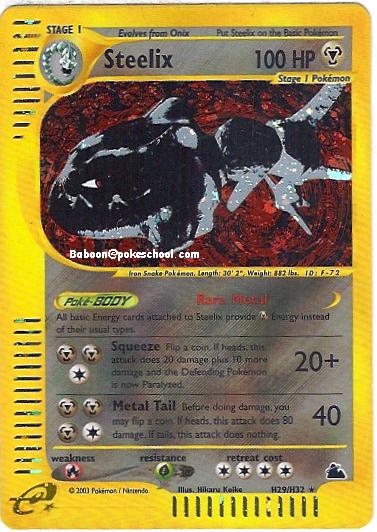 STAGE 1
Evolves from Onix
Put Steelix on the Basic Pokémon
Steelix
100 HP
Stage 1 Pokémon
Baboon@pokeschool.com
Iron Snake Pokémon. Length: 30' 2", Weight: 882 lbs. ID: F-72
Poké-BODY
Rare Metal
All basic Energy cards attached to Steelix provide Energy instead
of their usual types.
Squeeze Flip a coin. If heads, this
attack does 20 damage plus 10 more
damage and the Defending Pokémon
is now Paralyzed.
20+
Metal Tail Before doing damage, you
may flip a coin. If heads, this attack does 80
damage. If tails, this attack does nothing.
40
weakness
resistance
retreat cost
© 2003 Pokémon / Nintendo
Illus. Hikaru Koike
H29/H32 ★
e